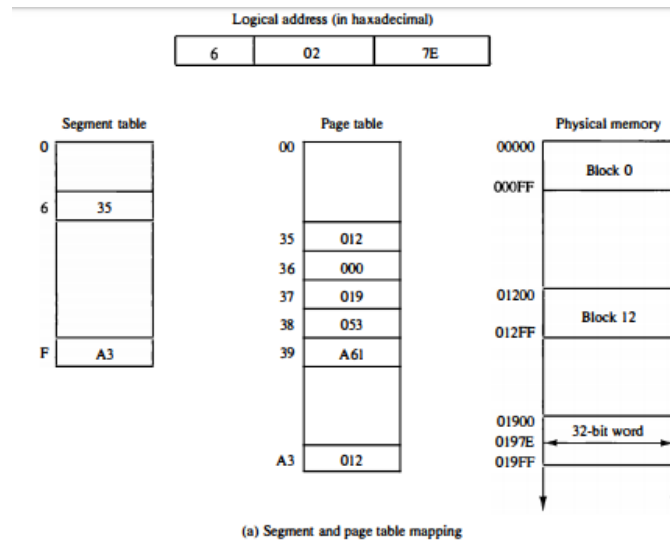 Logical address (in haxadecimal)
6 02 7E
Segment table
0
6 35
F A3
Page table
00
35 012
36 000
37 019
38 053
39 A61
A3 012
Physical memory
00000
Block 0
000FF
01200
Block 12
012FF
01900
32-bit word
0197E
019FF
(a) Segment and page table mapping